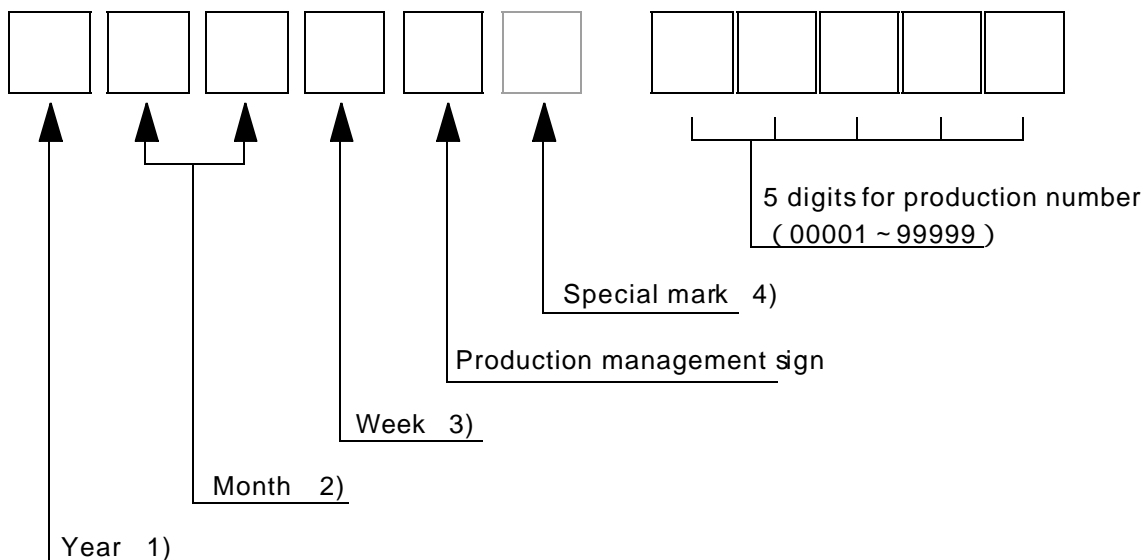 5 digits for production number
( 00001 ~ 99999 )
Special mark 4)
Production management sign
Week 3)
Month 2)
Year 1)